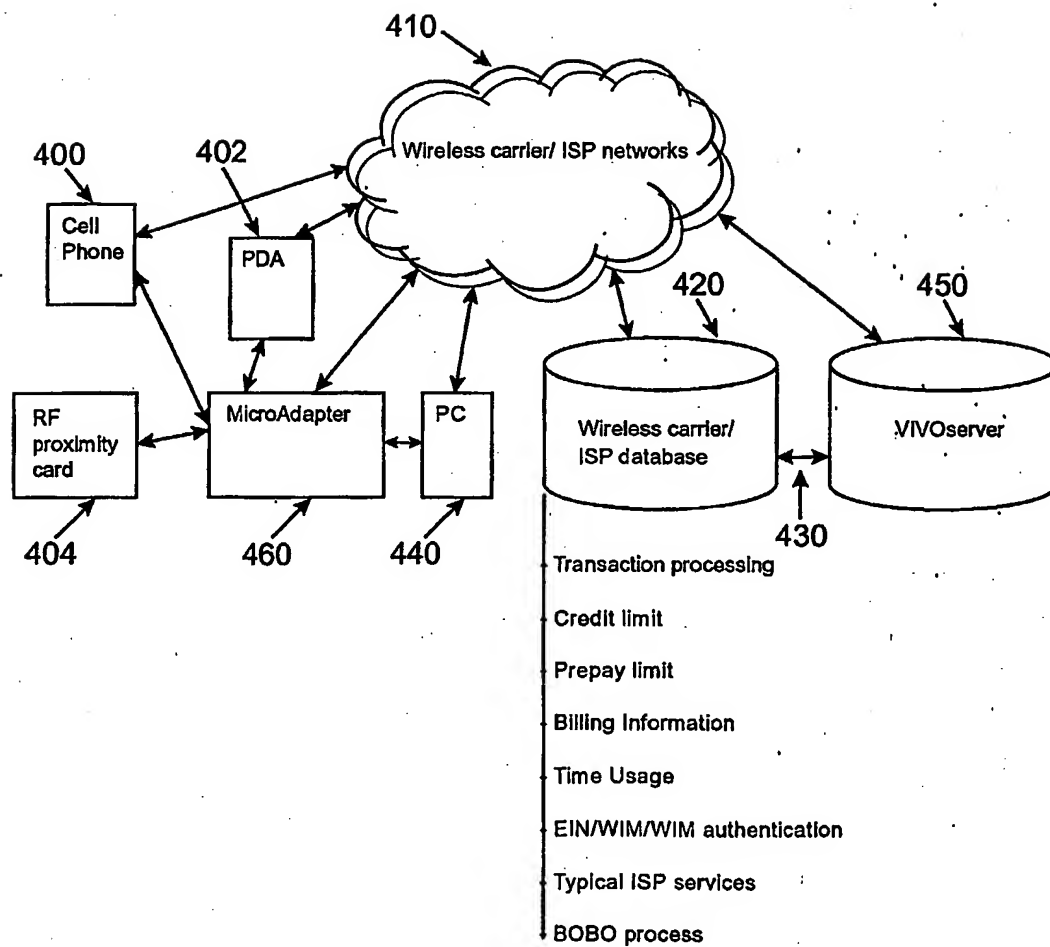 410
Wireless carrier/ ISP networks
400
402
Cell
Phone
PDA
420
450
RF
proximity
card
MicroAdapter
PC
Wireless carrier/
ISP database
VIVOserver
404
460
440
430
Transaction processing
Credit limit
Prepay limit
Billing Information
Time Usage
EIN/WIM/WIM authentication
Typical ISP services
BOBO process